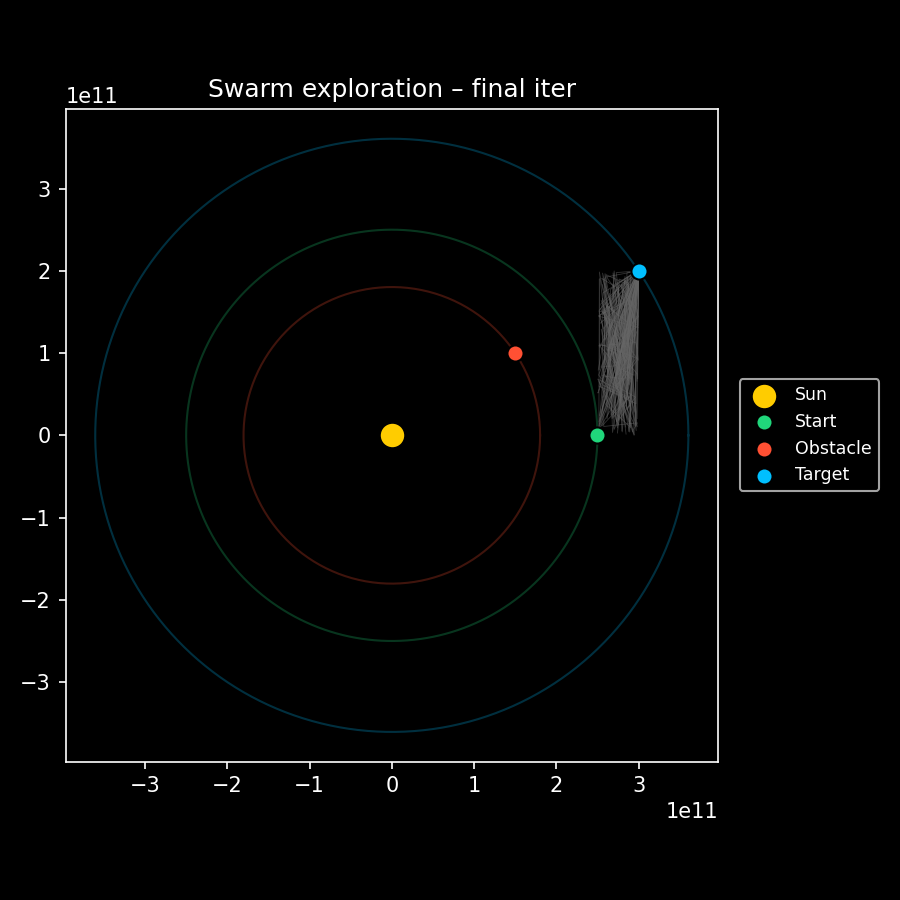 Swarm exploration – final iter
1e11
3
2
1
0
−1
−2
−3
−3
−2
−1
0
1
2
3
1e11
Sun
Start
Obstacle
Target